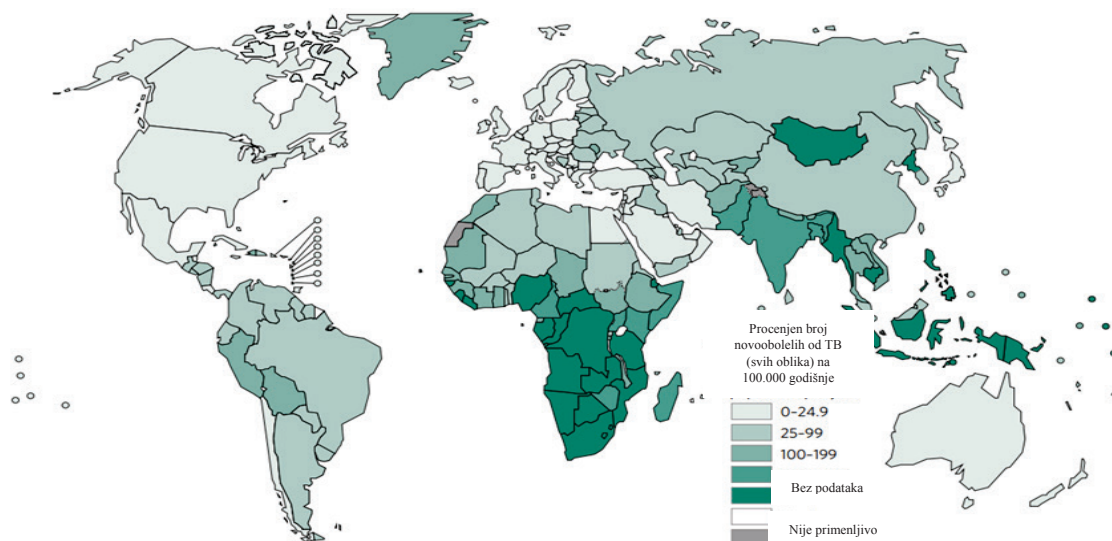 Procenjen broj
novoobolelih od TB
(svih oblika) na
100.000 godišnje
0–24.9
25–99
100–199
Bez podataka
Nije primenljivo